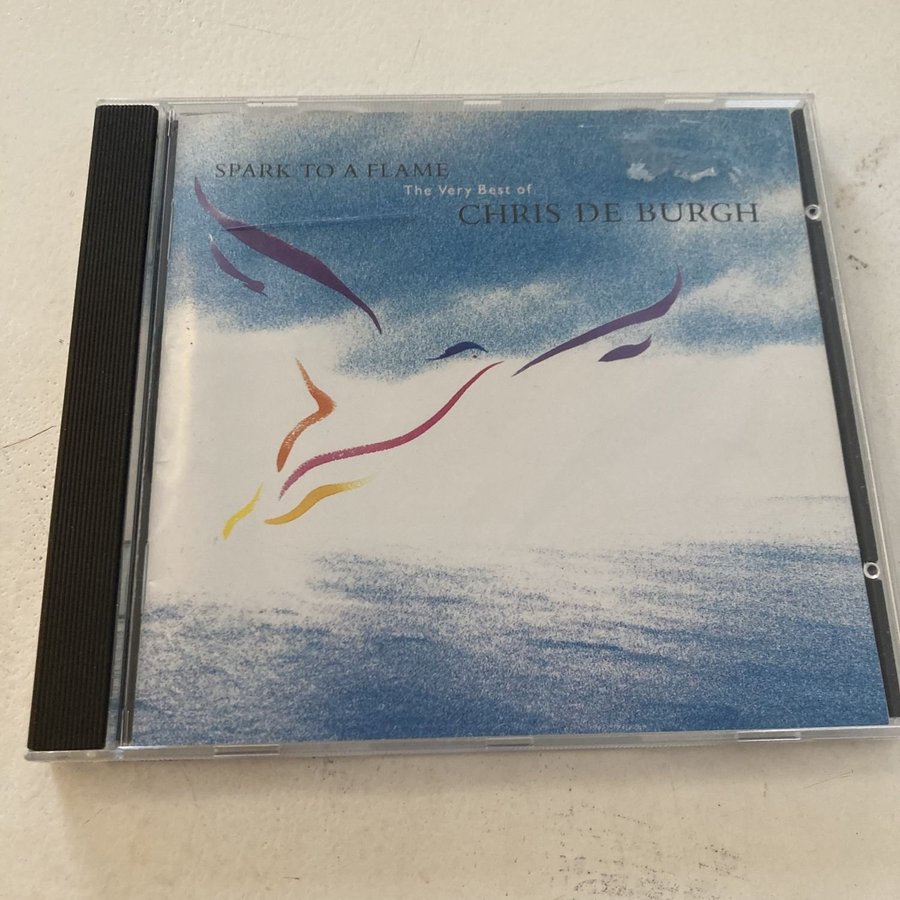 SPARK TO A FLAME
The Very Best of
CHRIS DE BURGH